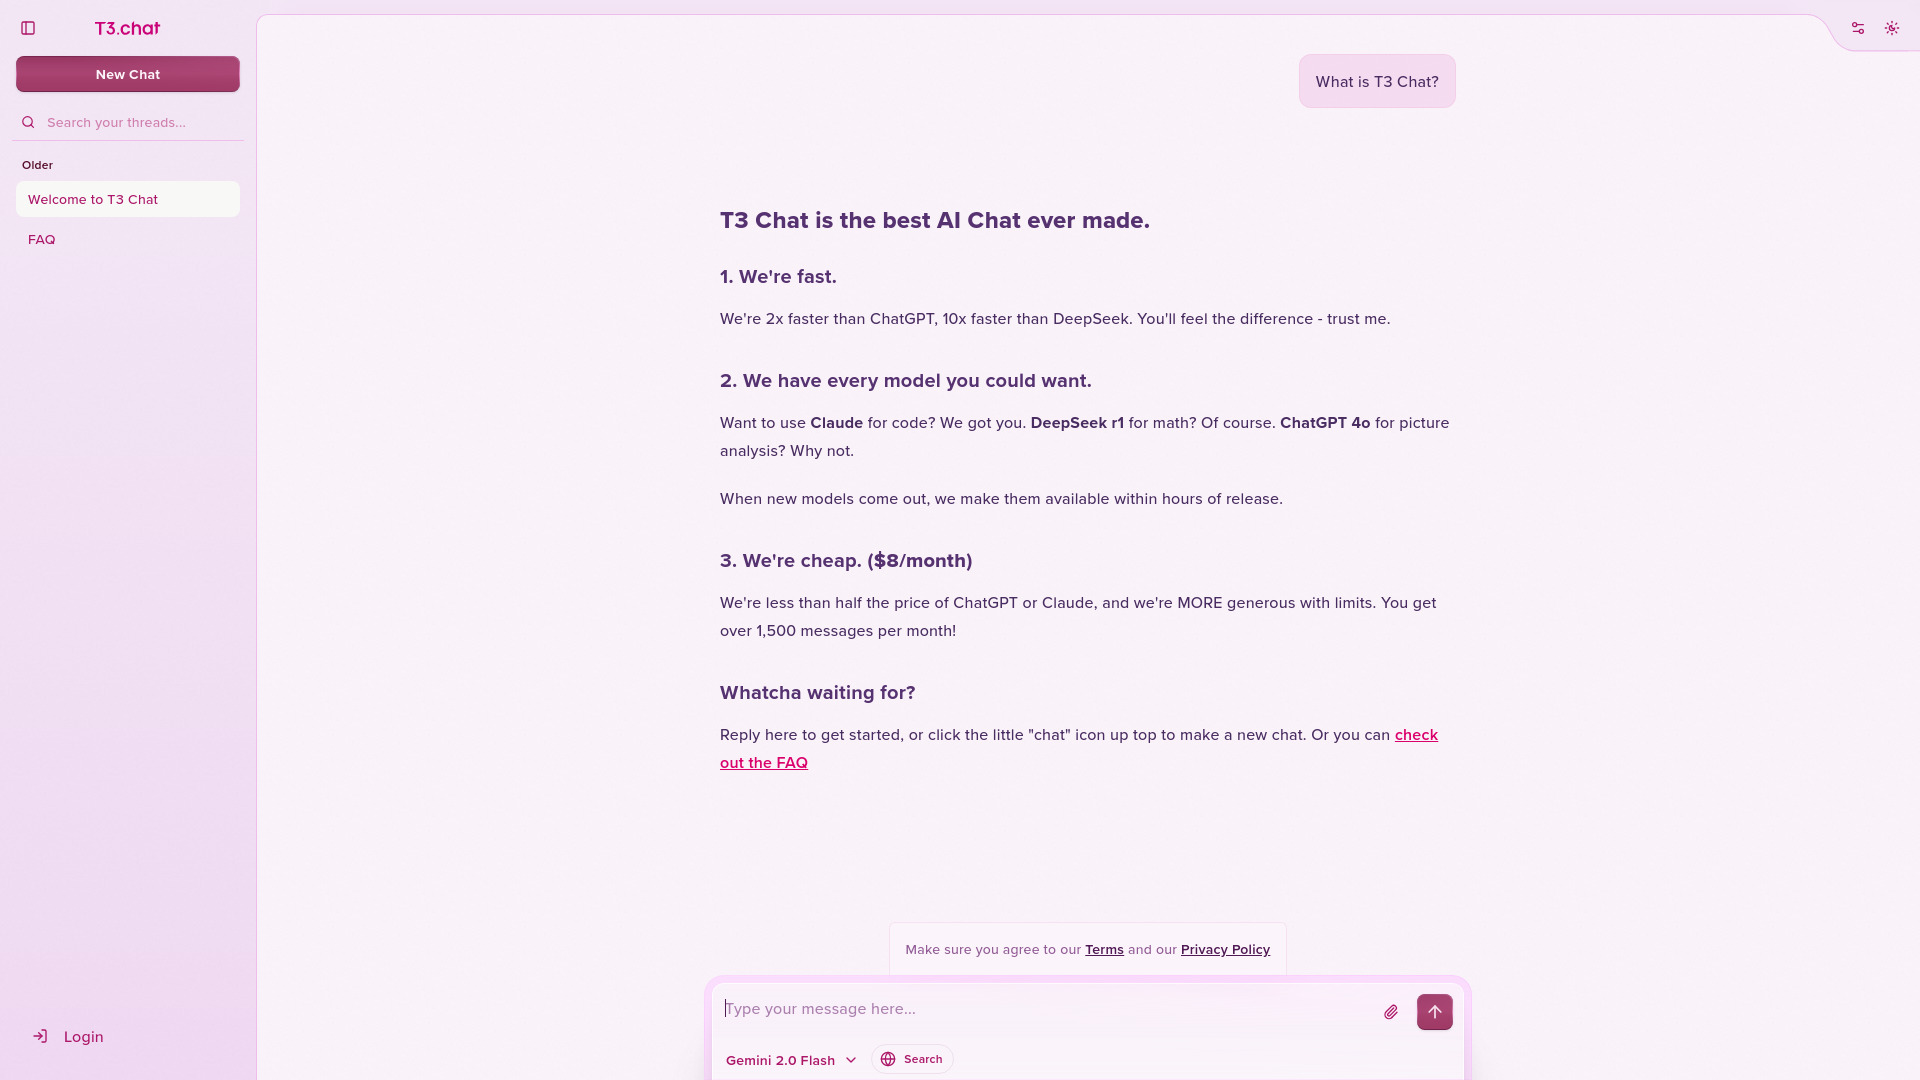 T3.chat
New Chat
Search your threads...
Older
Welcome to T3 Chat
FAQ
Login
What is T3 Chat?
T3 Chat is the best AI Chat ever made.
1. We're fast.
We're 2x faster than ChatGPT, 10x faster than DeepSeek. You'll feel the difference - trust me.
2. We have every model you could want.
Want to use Claude for code? We got you. DeepSeek r1 for math? Of course. ChatGPT 4o for picture
analysis? Why not.
When new models come out, we make them available within hours of release.
3. We're cheap. ($8/month)
We're less than half the price of ChatGPT or Claude, and we're MORE generous with limits. You get
over 1,500 messages per month!
Whatcha waiting for?
Reply here to get started, or click the little "chat" icon up top to make a new chat. Or you can check
out the FAQ
Make sure you agree to our Terms and our Privacy Policy
Type your message here...
Gemini 2.0 Flash
Search